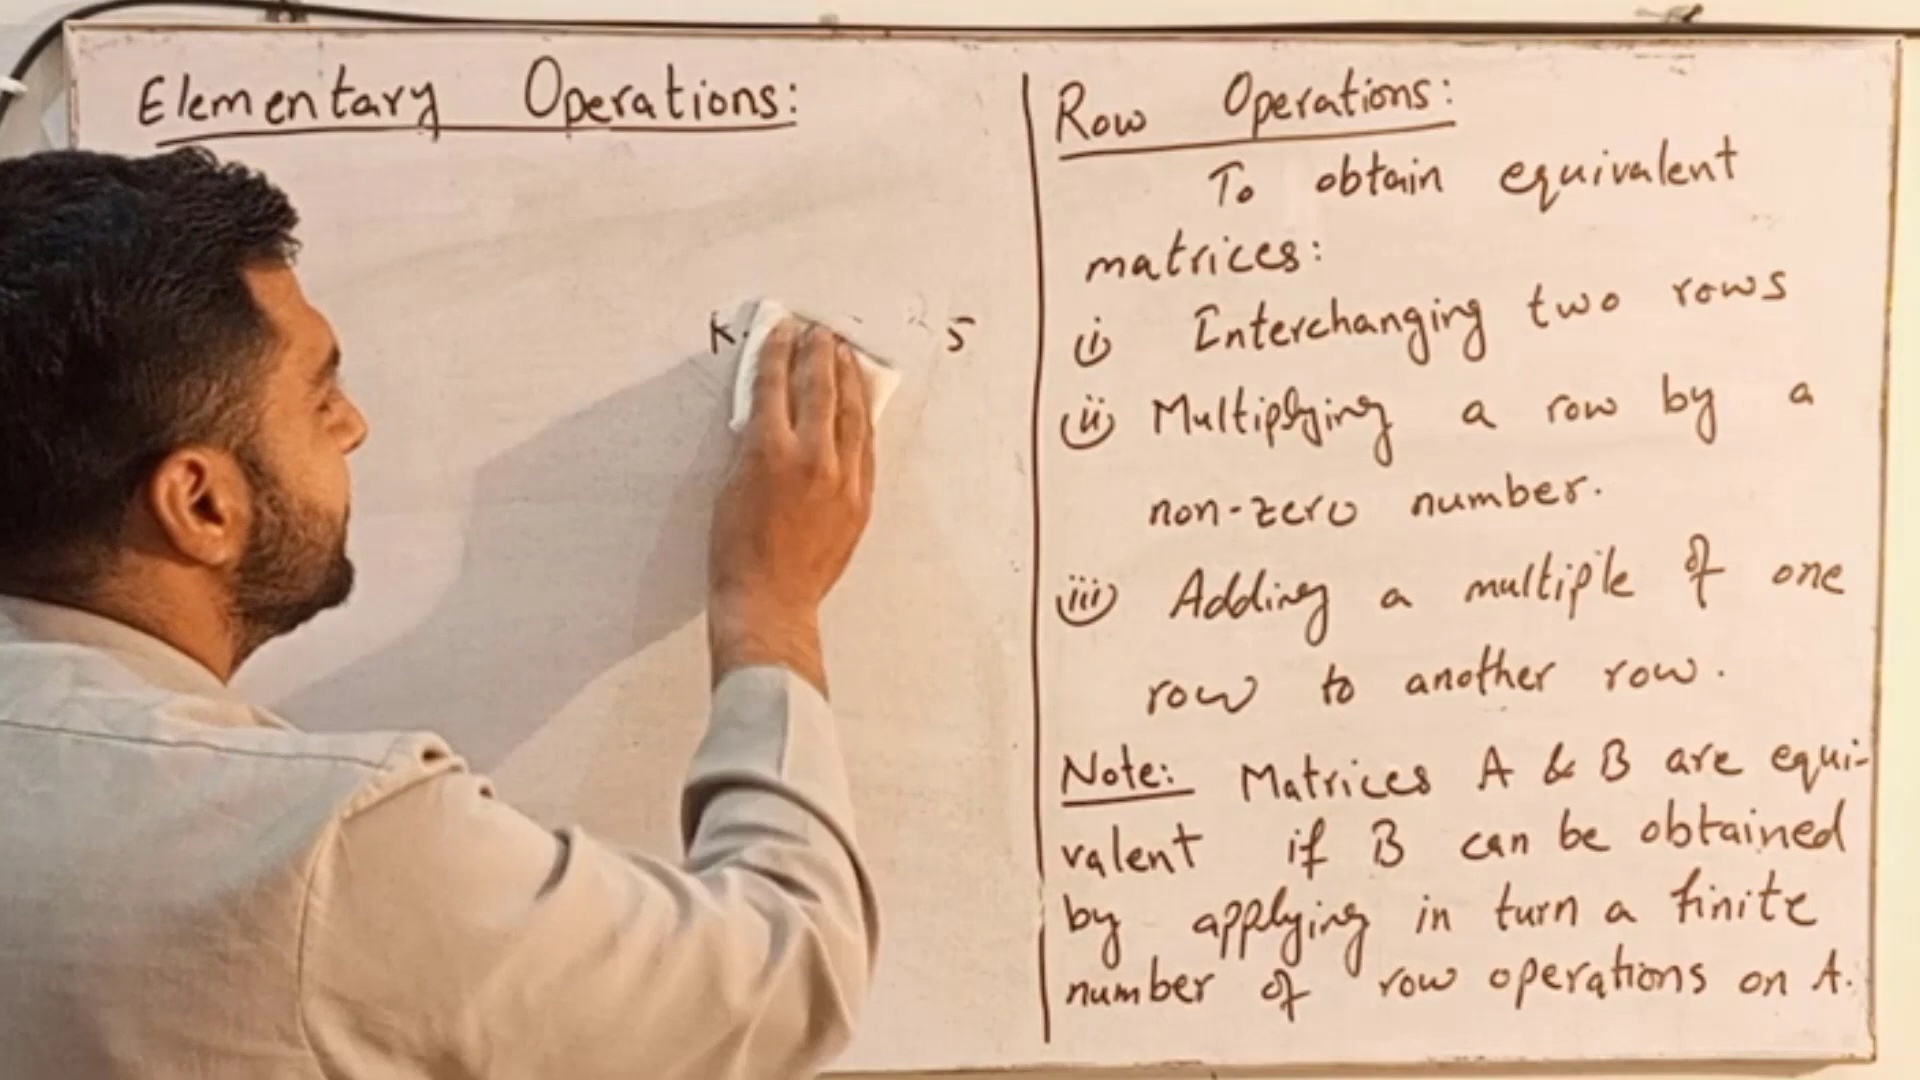 Elementary Operations:
5
Row Operations:
To obtain equivalent
matrices:
(i) Interchanging two rows
(ii) Multiplying a row by a
non-zero number.
(iii) Adding a multiple of one
row to another row.
Note: Matrices A & B are equi-
valent if B can be obtained
by applying in turn a finite
number of row operations on A.